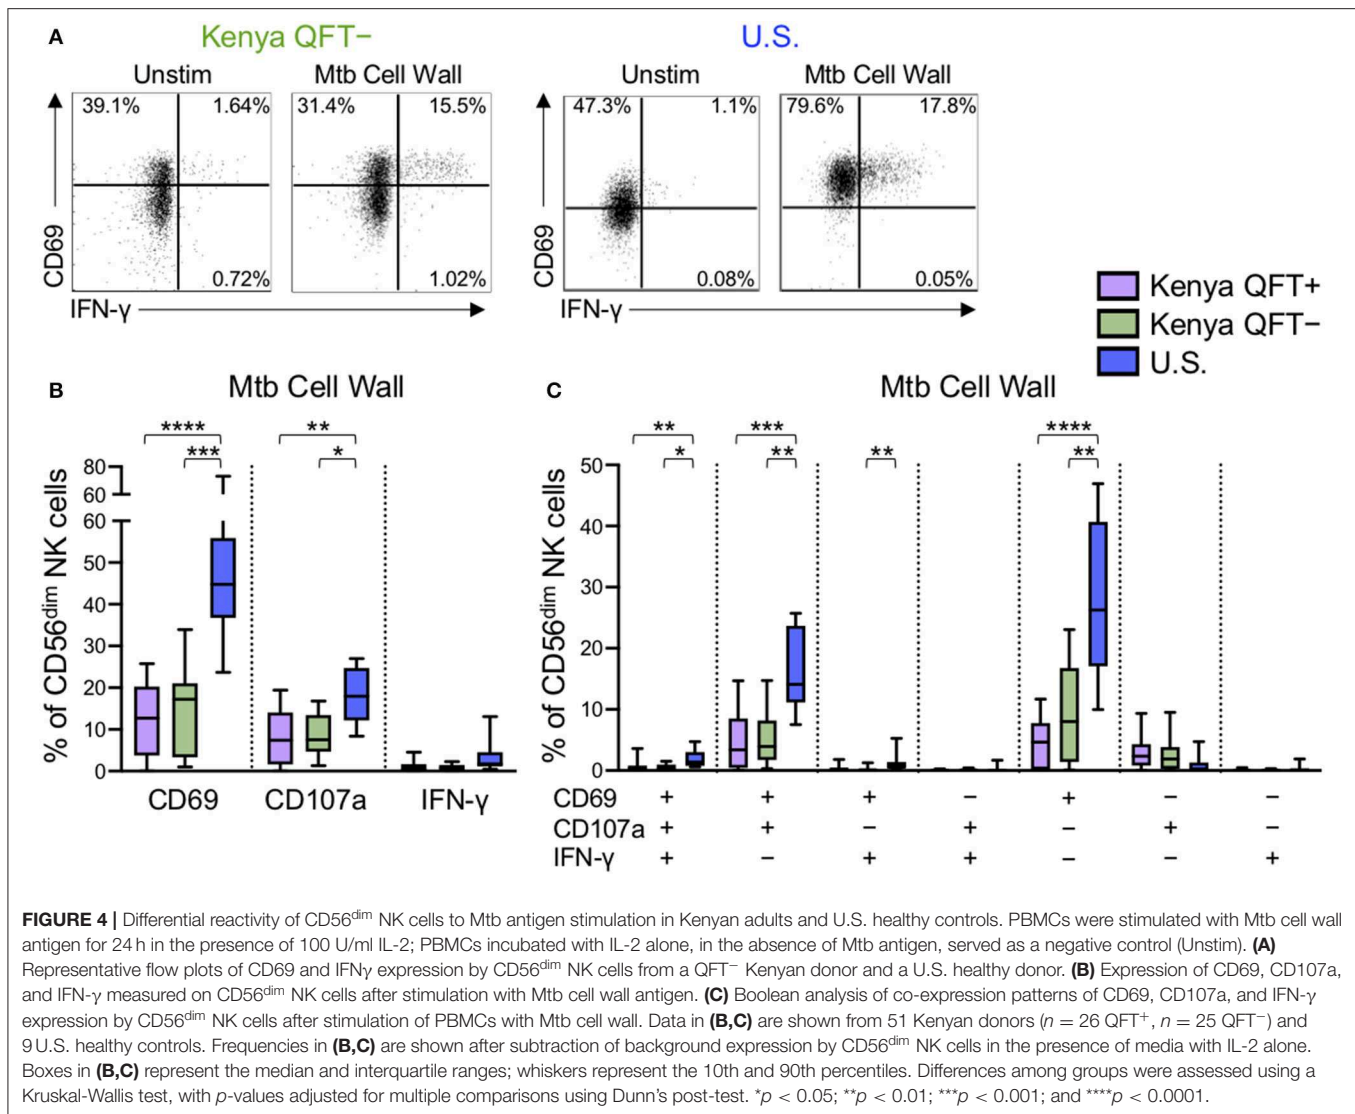 A
Kenya QFT− U.S.
Unstim Mtb Cell Wall Unstim Mtb Cell Wall
39.1% 1.64% 31.4% 15.5% 47.3% 1.1% 79.6% 17.8%
CD69 CD69
0.72% 1.02% 0.08% 0.05%
IFN-γ IFN-γ
Kenya QFT+
Kenya QFT−
U.S.
B Mtb Cell Wall
**** ***
** *
% of CD56dim NK cells
80
60
60
50
40
30
20
10
0
CD69 CD107a IFN-γ
C Mtb Cell Wall
** *
*** **
**
**** **
% of CD56dim NK cells
50
40
30
20
10
0
CD69 + + + − + − −
CD107a + + − + − + −
IFN-γ + − + + − − +
FIGURE 4 | Differential reactivity of CD56dim NK cells to Mtb antigen stimulation in Kenyan adults and U.S. healthy controls. PBMCs were stimulated with Mtb cell wall
antigen for 24 h in the presence of 100 U/ml IL-2; PBMCs incubated with IL-2 alone, in the absence of Mtb antigen, served as a negative control (Unstim). (A)
Representative flow plots of CD69 and IFNγ expression by CD56dim NK cells from a QFT− Kenyan donor and a U.S. healthy donor. (B) Expression of CD69, CD107a,
and IFN-γ measured on CD56dim NK cells after stimulation with Mtb cell wall antigen. (C) Boolean analysis of co-expression patterns of CD69, CD107a, and IFN-γ
expression by CD56dim NK cells after stimulation of PBMCs with Mtb cell wall. Data in (B,C) are shown from 51 Kenyan donors (n = 26 QFT+, n = 25 QFT−) and
9 U.S. healthy controls. Frequencies in (B,C) are shown after subtraction of background expression by CD56dim NK cells in the presence of media with IL-2 alone.
Boxes in (B,C) represent the median and interquartile ranges; whiskers represent the 10th and 90th percentiles. Differences among groups were assessed using a
Kruskal-Wallis test, with p-values adjusted for multiple comparisons using Dunn's post-test. *p < 0.05; **p < 0.01; ***p < 0.001; and ****p < 0.0001.